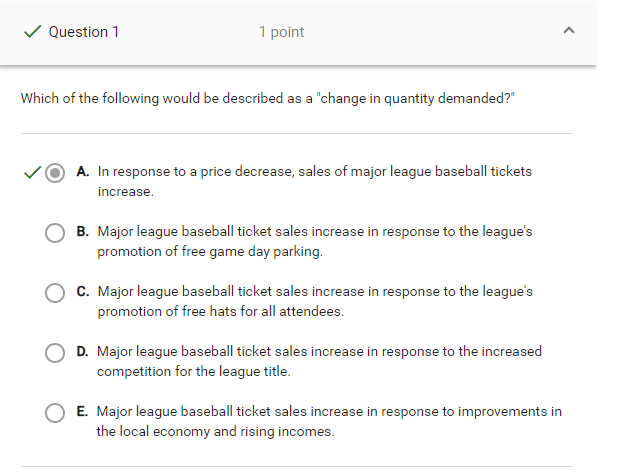 Question 1 1 point
Which of the following would be described as a "change in quantity demanded?"
A. In response to a price decrease, sales of major league baseball tickets
increase.
B. Major league baseball ticket sales increase in response to the league's
promotion of free game day parking.
C. Major league baseball ticket sales increase in response to the league's
promotion of free hats for all attendees.
D. Major league baseball ticket sales increase in response to the increased
competition for the league title.
E. Major league baseball ticket sales increase in response to improvements in
the local economy and rising incomes.